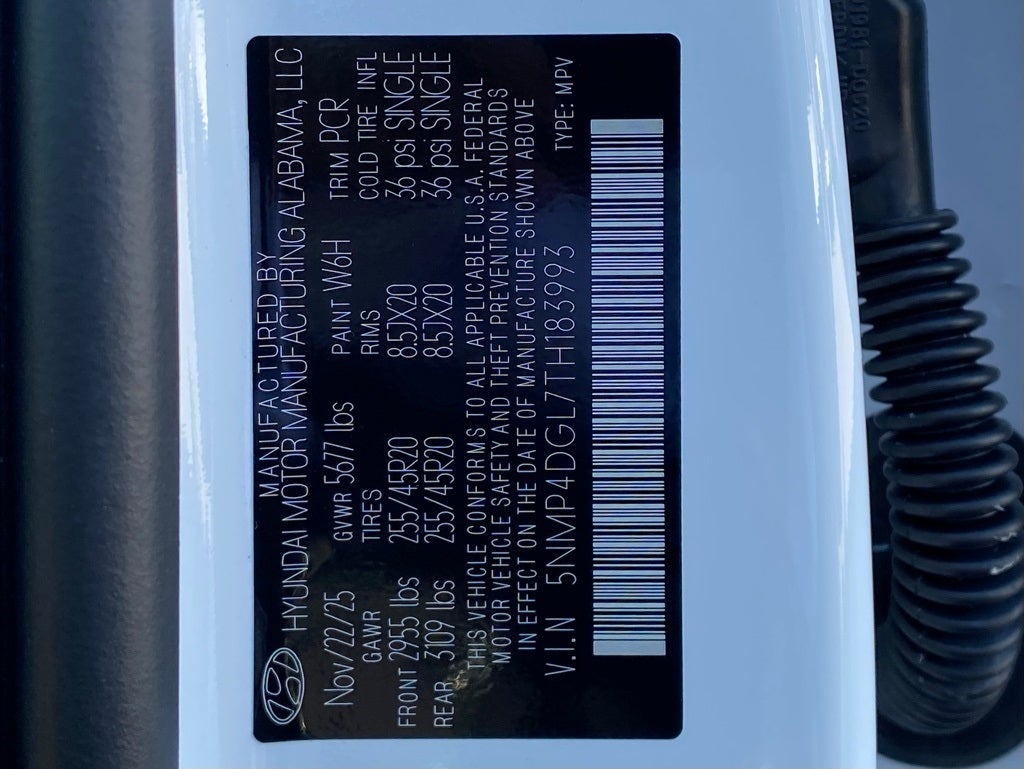 MANUFACTURED BY
HYUNDAI MOTOR MANUFACTURING ALABAMA, LLC
Nov/22/25 GVWR 5677 lbs PAINT W6H TRIM PCR
GAWR TIRES RIMS COLD TIRE INFL
FRONT 2955 lbs 255/45R20 8.5JX20 36 psi SINGLE
REAR 3109 lbs 255/45R20 8.5JX20 36 psi SINGLE
THIS VEHICLE CONFORMS TO ALL APPLICABLE U.S.A. FEDERAL
MOTOR VEHICLE SAFETY AND THEFT PREVENTION STANDARDS
IN EFFECT ON THE DATE OF MANUFACTURE SHOWN ABOVE
V.I.N 5NMP4DGL7TH183993 TYPE: MPV